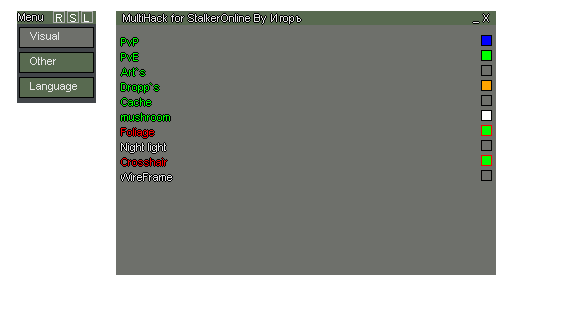 Menu R S L
Visual
Other
Language
MultiHack for StalkerOnline By Игоръ _ X
PvP
PvE
Art`s
Dropp`s
Cache
mushroom
Foliage
Night light
Crosshair
WireFrame